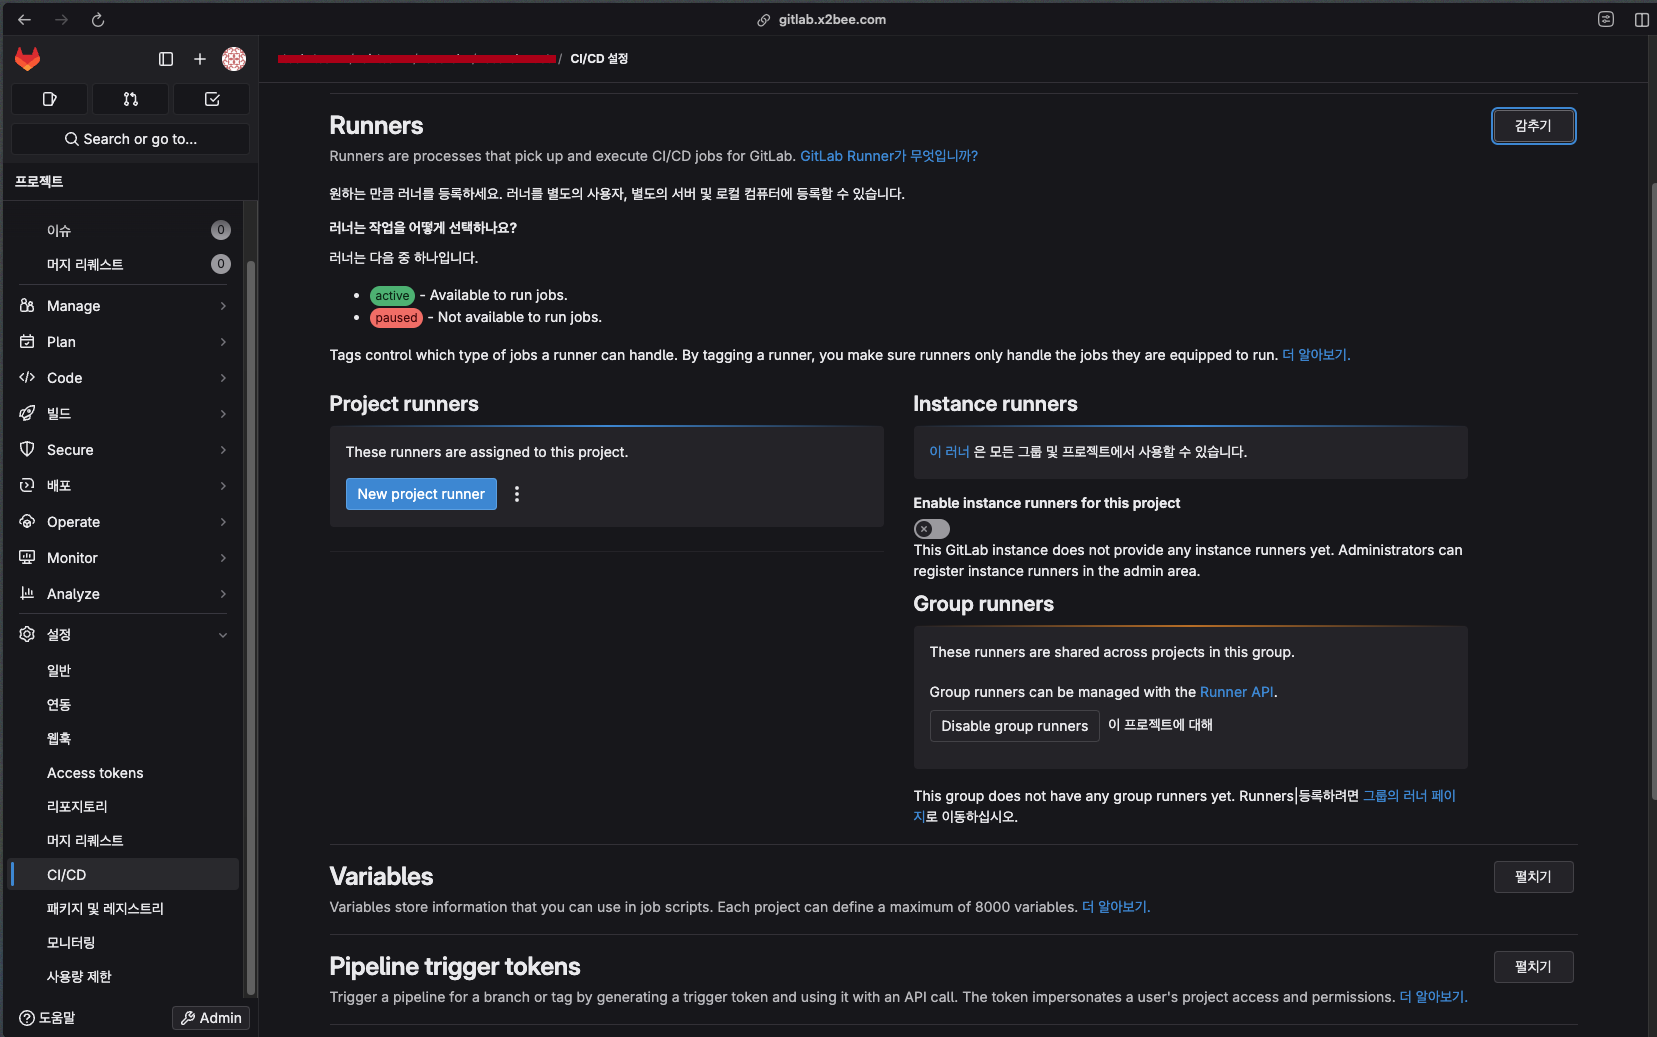 gitlab.x2bee.com
/ CI/CD 설정
Search or go to...
프로젝트
이슈 0
머지 리퀘스트 0
Manage
Plan
Code
빌드
Secure
배포
Operate
Monitor
Analyze
설정
일반
연동
웹훅
Access tokens
리포지토리
머지 리퀘스트
CI/CD
패키지 및 레지스트리
모니터링
사용량 제한
도움말
Admin
Runners
감추기
Runners are processes that pick up and execute CI/CD jobs for GitLab. GitLab Runner가 무엇입니까?
원하는 만큼 러너를 등록하세요. 러너를 별도의 사용자, 별도의 서버 및 로컬 컴퓨터에 등록할 수 있습니다.
러너는 작업을 어떻게 선택하나요?
러너는 다음 중 하나입니다.
• active - Available to run jobs.
• paused - Not available to run jobs.
Tags control which type of jobs a runner can handle. By tagging a runner, you make sure runners only handle the jobs they are equipped to run. 더 알아보기.
Project runners
These runners are assigned to this project.
New project runner
Instance runners
이 러너 은 모든 그룹 및 프로젝트에서 사용할 수 있습니다.
Enable instance runners for this project
This GitLab instance does not provide any instance runners yet. Administrators can
register instance runners in the admin area.
Group runners
These runners are shared across projects in this group.
Group runners can be managed with the Runner API.
Disable group runners 이 프로젝트에 대해
This group does not have any group runners yet. Runners|등록하려면 그룹의 러너 페이
지로 이동하십시오.
Variables
펼치기
Variables store information that you can use in job scripts. Each project can define a maximum of 8000 variables. 더 알아보기.
Pipeline trigger tokens
펼치기
Trigger a pipeline for a branch or tag by generating a trigger token and using it with an API call. The token impersonates a user's project access and permissions. 더 알아보기.